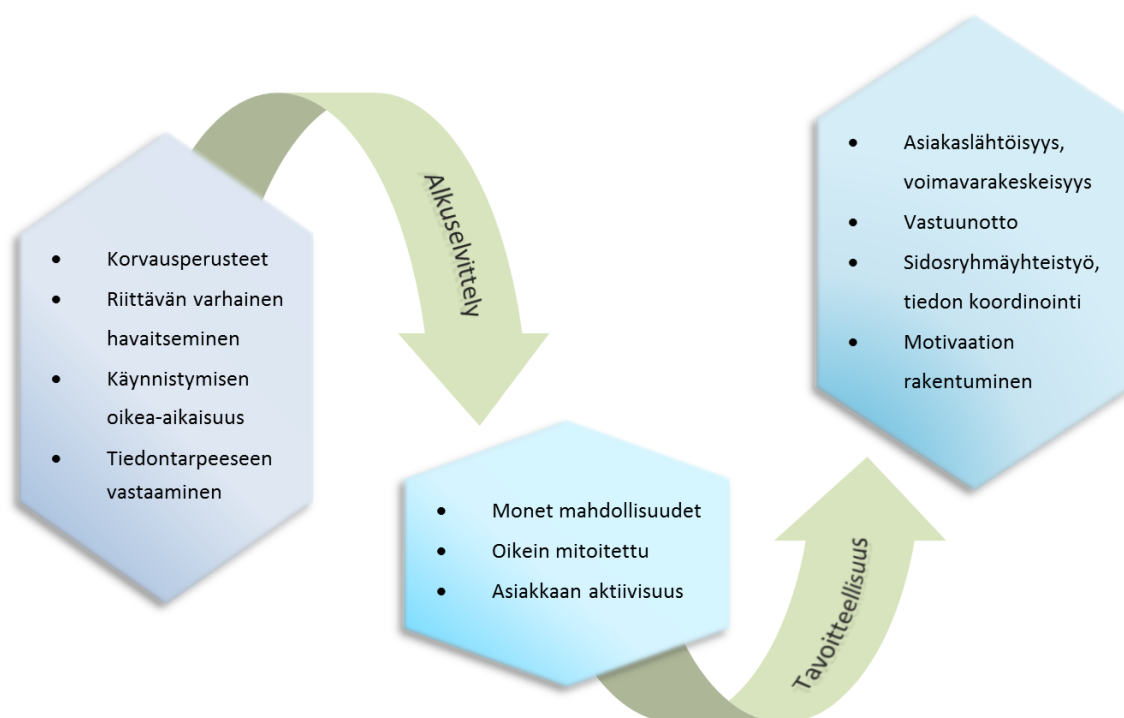 Korvausperusteet
Riittävän varhainen
havaitseminen
Käynnistymisen
oikea-aikaisuus
Tiedontarpeeseen
vastaaminen
Alkuselvittely
Monet mahdollisuudet
Oikein mitoitettu
Asiakkaan aktiivisuus
Tavoitteellisuus
Asiakaslähtöisyys,
voimavarakeskeisyys
Vastuunotto
Sidosryhmäyhteistyö,
tiedon koordinointi
Motivaation
rakentuminen